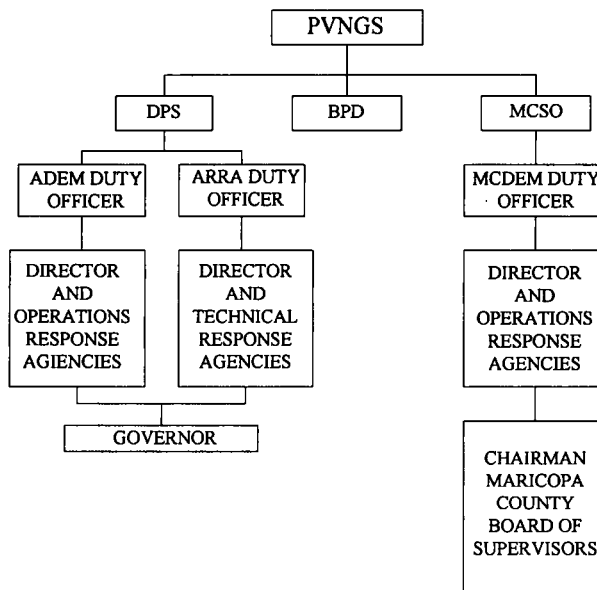 PVNGS
DPS
BPD
MCSO
ADEM DUTY
OFFICER
ARRA DUTY
OFFICER
MCDEM DUTY
OFFICER
DIRECTOR
AND
OPERATIONS
RESPONSE
AGIENCIES
DIRECTOR
AND
TECHNICAL
RESPONSE
AGENCIES
DIRECTOR
AND
OPERATIONS
RESPONSE
AGENCIES
GOVERNOR
CHAIRMAN
MARICOPA
COUNTY
BOARD OF
SUPERVISORS